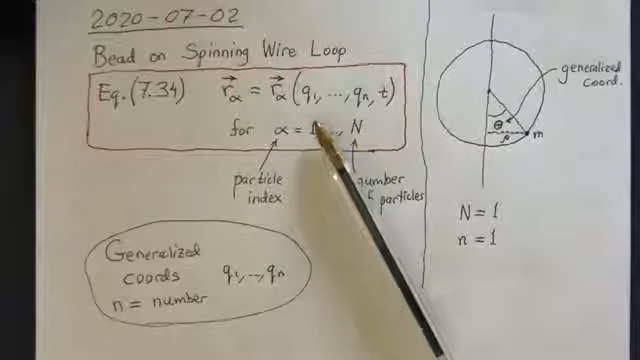 2020-07-02
Bead on Spinning Wire Loop
Eq. (7.34) r⃗α = r⃗α (q1, ..., qn, t)
for α = 1, .., N
particle
index
number
particles
Generalized
coords q1, .., qn
n = number
generalized
coord.
θ
ρ
m
N = 1
n = 1